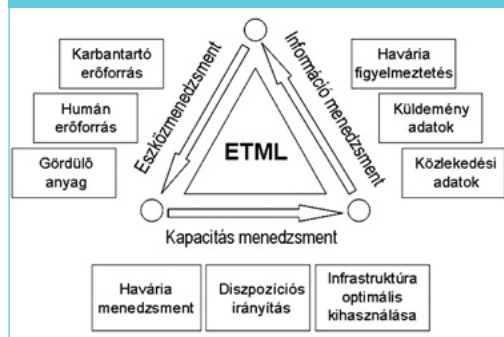 Karbantartó
erőforrás
Humán
erőforrás
Gördülő
anyag
Eszközmenedzsment
ETML
Információ menedzsment
Havária
figyelmeztetés
Küldemény
adatok
Közlekedési
adatok
Kapacitás menedzsment
Havária
menedzsment
Diszpozíciós
irányítás
Infrastruktúra
optimális
kihasználása